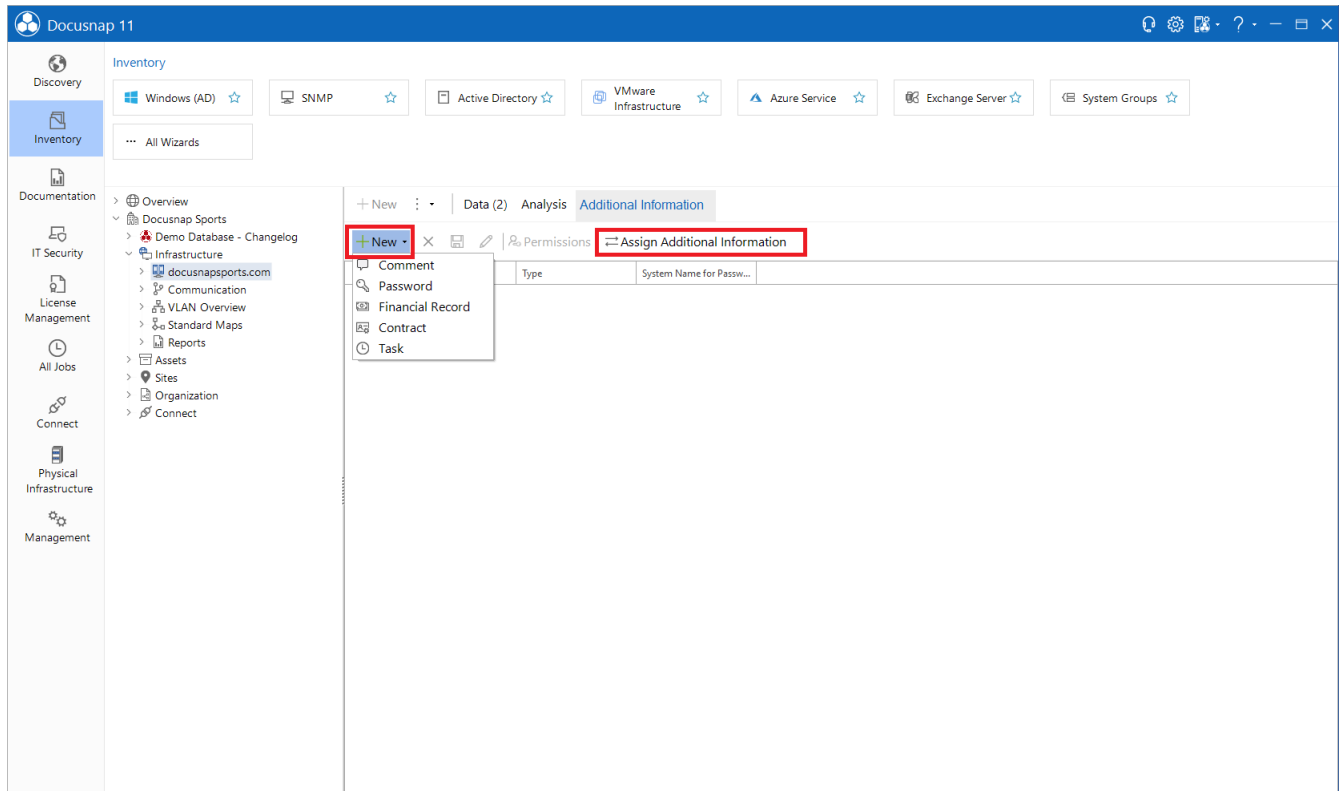 Docusnap 11
?
Discovery
Inventory
Documentation
IT Security
License
Management
All Jobs
Connect
Physical
Infrastructure
Management
Inventory
Windows (AD)
SNMP
Active Directory
VMware
Infrastructure
Azure Service
Exchange Server
System Groups
All Wizards
Overview
Docusnap Sports
Demo Database - Changelog
Infrastructure
docusnapsports.com
Communication
VLAN Overview
Standard Maps
Reports
Assets
Sites
Organization
Connect
New
Data (2)
Analysis
Additional Information
New
Permissions
Assign Additional Information
Type
System Name for Passw...
Comment
Password
Financial Record
Contract
Task